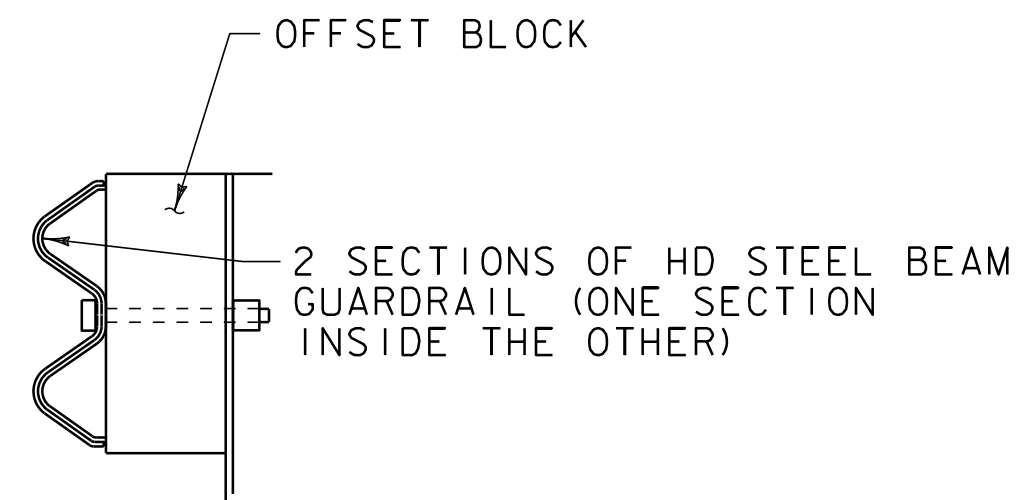 OFFSET BLOCK
2 SECTIONS OF HD STEEL BEAM
GUARDRAIL (ONE SECTION
INSIDE THE OTHER)